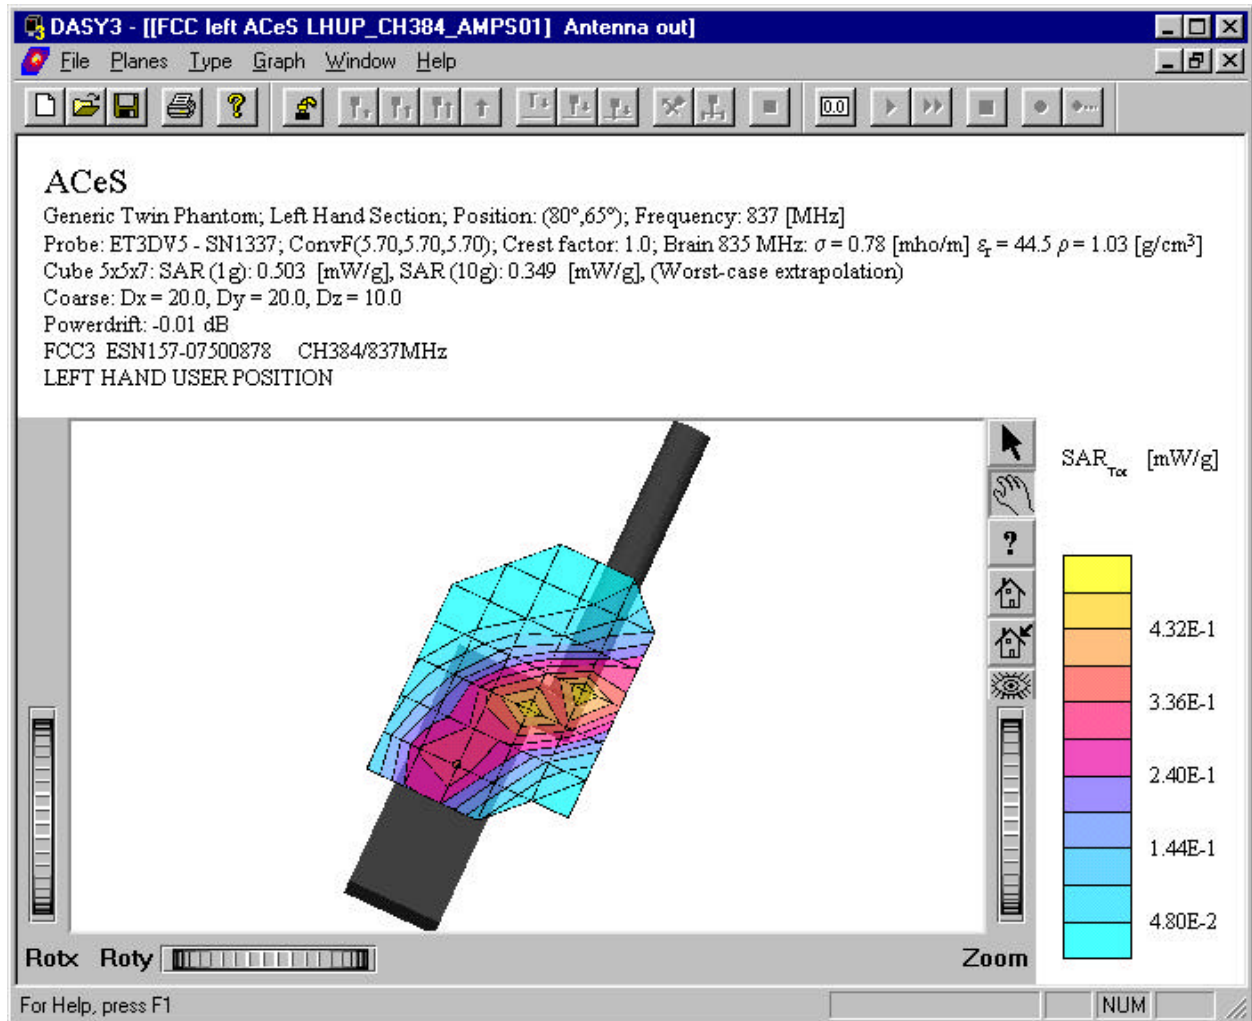 DASY3 - [[FCC left ACeS LHUP_CH384_AMPS01] Antenna out]
File Planes Type Graph Window Help
0.0
ACeS
Generic Twin Phantom; Left Hand Section; Position: (80°,65°); Frequency: 837 [MHz]
Probe: ET3DV5 - SN1337; ConvF(5.70,5.70,5.70); Crest factor: 1.0; Brain 835 MHz: σ = 0.78 [mho/m] εr = 44.5 ρ = 1.03 [g/cm³]
Cube 5x5x7: SAR (1g): 0.503 [mW/g], SAR (10g): 0.349 [mW/g], (Worst-case extrapolation)
Coarse: Dx = 20.0, Dy = 20.0, Dz = 10.0
Powerdrift: -0.01 dB
FCC3 ESN157-07500878 CH384/837MHz
LEFT HAND USER POSITION
SAR Tot [mW/g]
4.32E-1
3.36E-1
2.40E-1
1.44E-1
4.80E-2
Rotx Roty Zoom
For Help, press F1 NUM